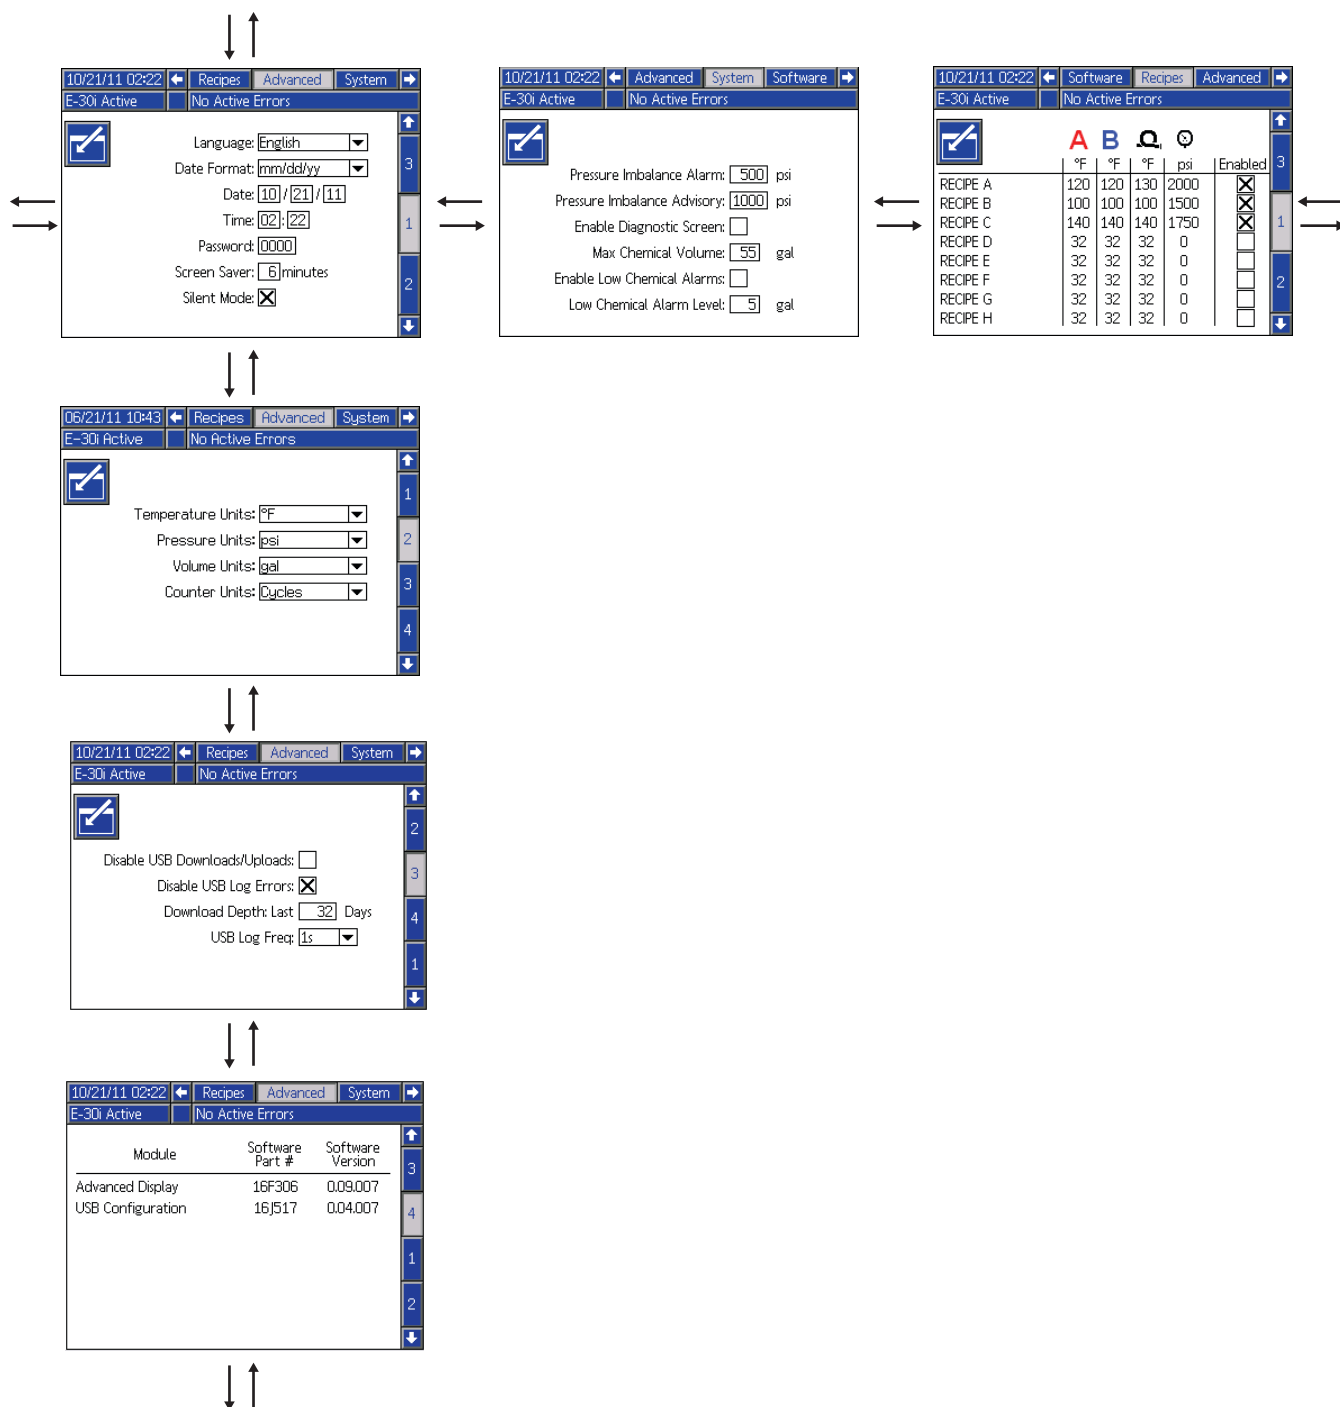 10/21/11 02:22 Recipes Advanced System
E-30i Active No Active Errors
Language: English
Date Format: mm/dd/yy
Date: 10 / 21 / 11
Time: 02 : 22
Password: 0000
Screen Saver: 6 minutes
Silent Mode: X
3
1
2
10/21/11 02:22 Advanced System Software
E-30i Active No Active Errors
Pressure Imbalance Alarm: 500 psi
Pressure Imbalance Advisory: 1000 psi
Enable Diagnostic Screen:
Max Chemical Volume: 55 gal
Enable Low Chemical Alarms:
Low Chemical Alarm Level: 5 gal
10/21/11 02:22 Software Recipes Advanced
E-30i Active No Active Errors
A B
°F °F °F psi Enabled
RECIPE A 120 120 130 2000 X
RECIPE B 100 100 100 1500 X
RECIPE C 140 140 140 1750 X
RECIPE D 32 32 32 0
RECIPE E 32 32 32 0
RECIPE F 32 32 32 0
RECIPE G 32 32 32 0
RECIPE H 32 32 32 0
3
1
2
06/21/11 10:43 Recipes Advanced System
E-30i Active No Active Errors
Temperature Units: °F
Pressure Units: psi
Volume Units: gal
Counter Units: Cycles
1
2
3
4
10/21/11 02:22 Recipes Advanced System
E-30i Active No Active Errors
Disable USB Downloads/Uploads:
Disable USB Log Errors: X
Download Depth: Last 32 Days
USB Log Freq: 1s
2
3
4
1
10/21/11 02:22 Recipes Advanced System
E-30i Active No Active Errors
Module Software Part # Software Version
Advanced Display 16F306 0.09.007
USB Configuration 16J517 0.04.007
3
4
1
2